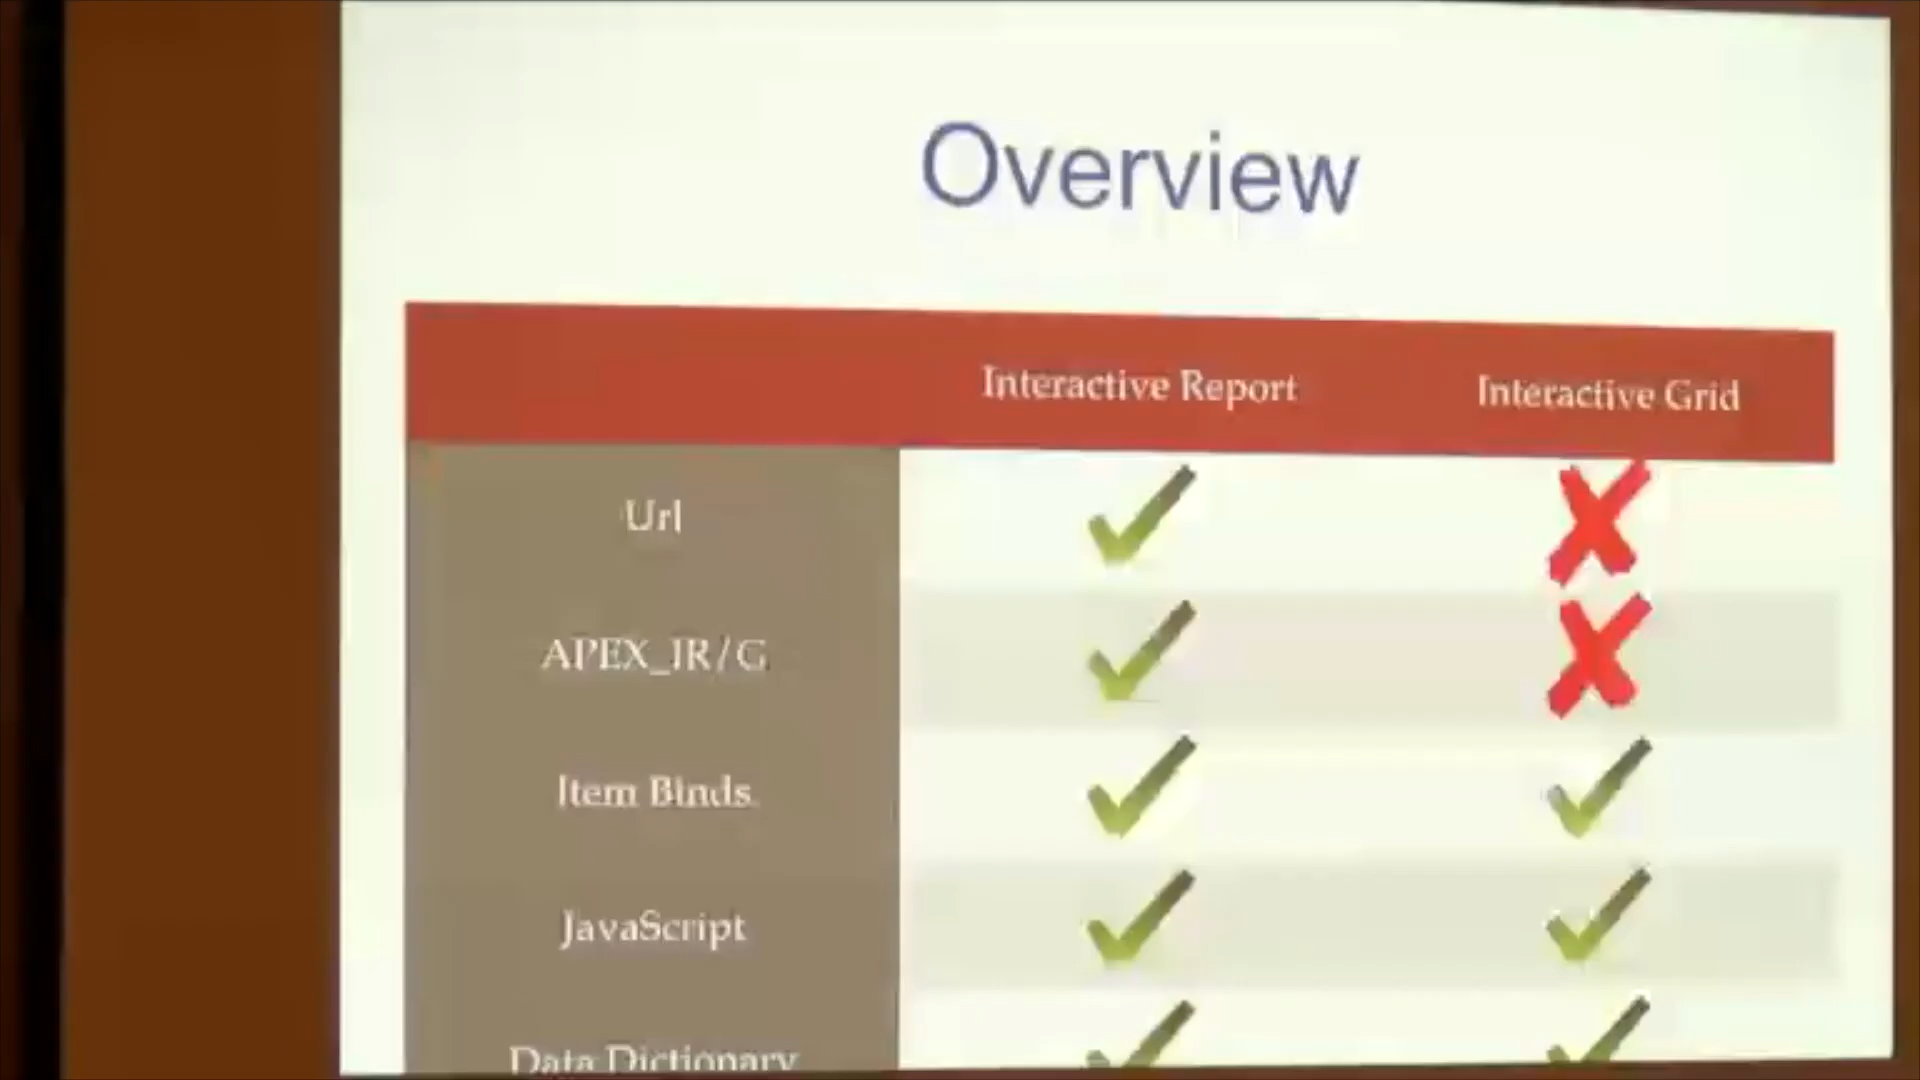 Overview
Interactive Report Interactive Grid
Url
APEX_IR/G
Item Binds
JavaScript
Data Dictionary